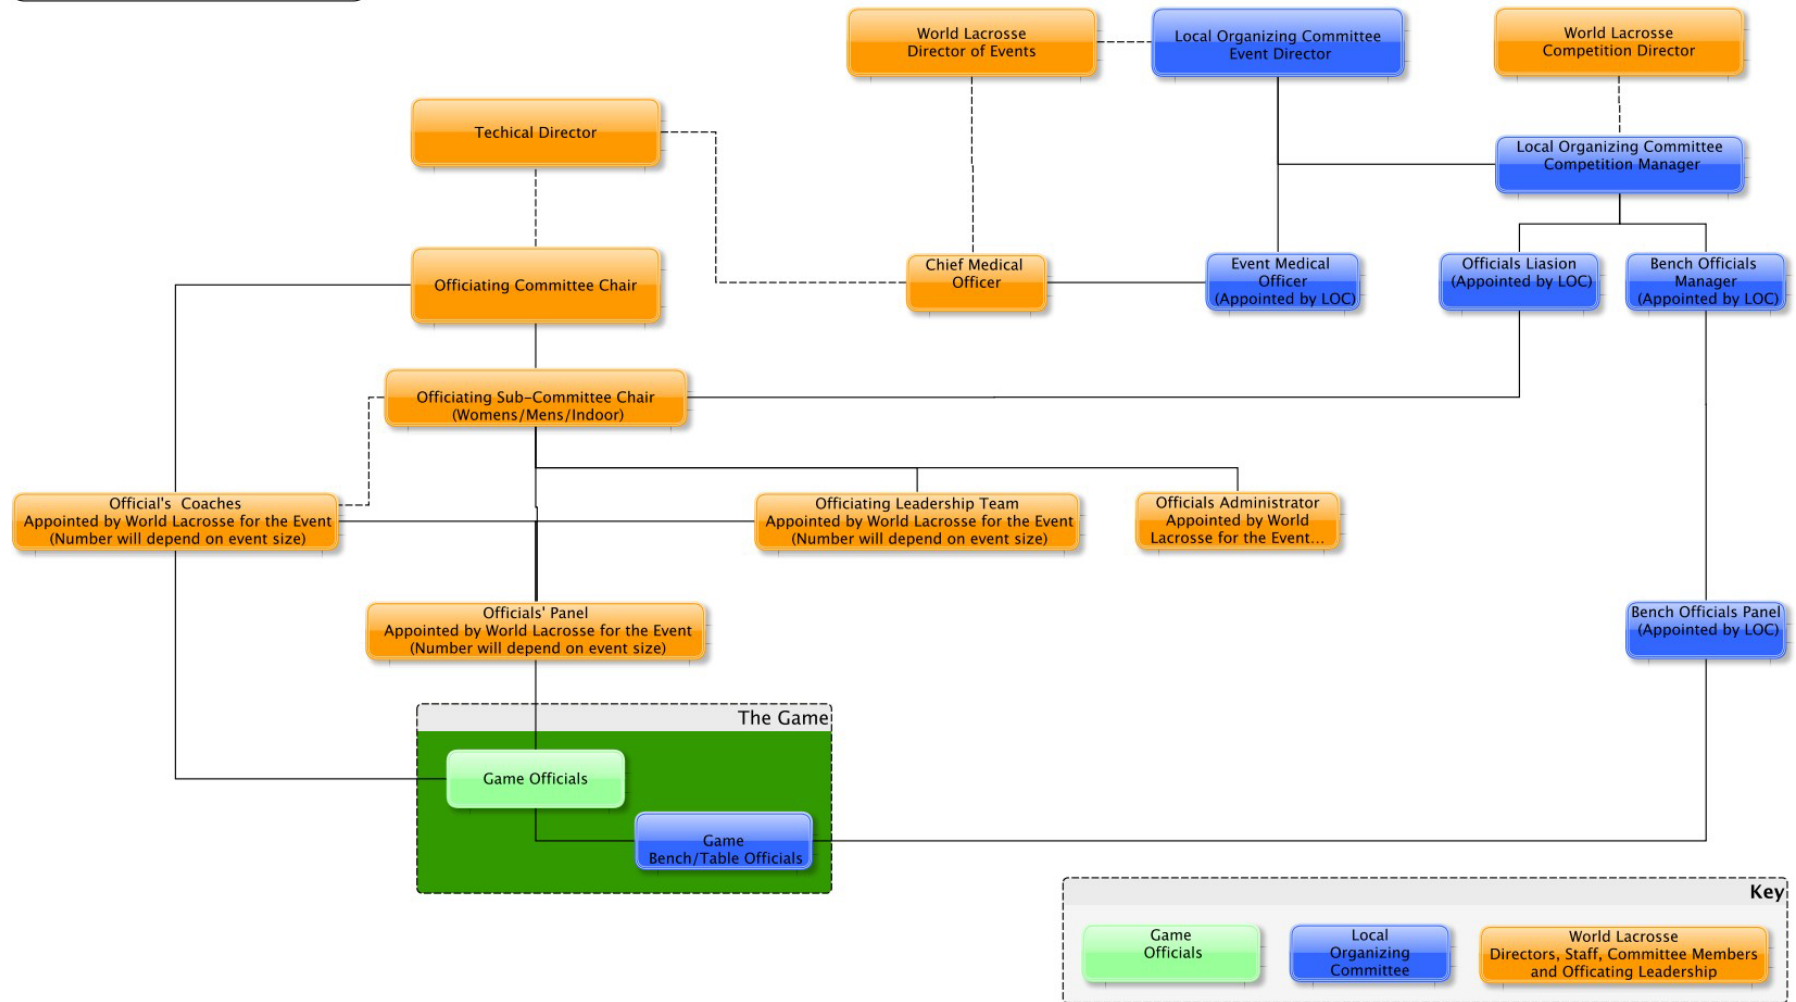 World Lacrosse
Director of Events
Local Organizing Committee
Event Director
World Lacrosse
Competition Director
Techical Director
Local Organizing Committee
Competition Manager
Officiating Committee Chair
Chief Medical
Officer
Event Medical
Officer
(Appointed by LOC)
Officials Liasion
(Appointed by LOC)
Bench Officials
Manager
(Appointed by LOC)
Officiating Sub-Committee Chair
(Womens/Mens/Indoor)
Official's Coaches
Appointed by World Lacrosse for the Event
(Number will depend on event size)
Officiating Leadership Team
Appointed by World Lacrosse for the Event
(Number will depend on event size)
Officials Administrator
Appointed by World
Lacrosse for the Event...
Officials' Panel
Appointed by World Lacrosse for the Event
(Number will depend on event size)
Bench Officials Panel
(Appointed by LOC)
The Game
Game Officials
Game
Bench/Table Officials
Key
Game
Officials
Local
Organizing
Committee
World Lacrosse
Directors, Staff, Committee Members
and Officating Leadership